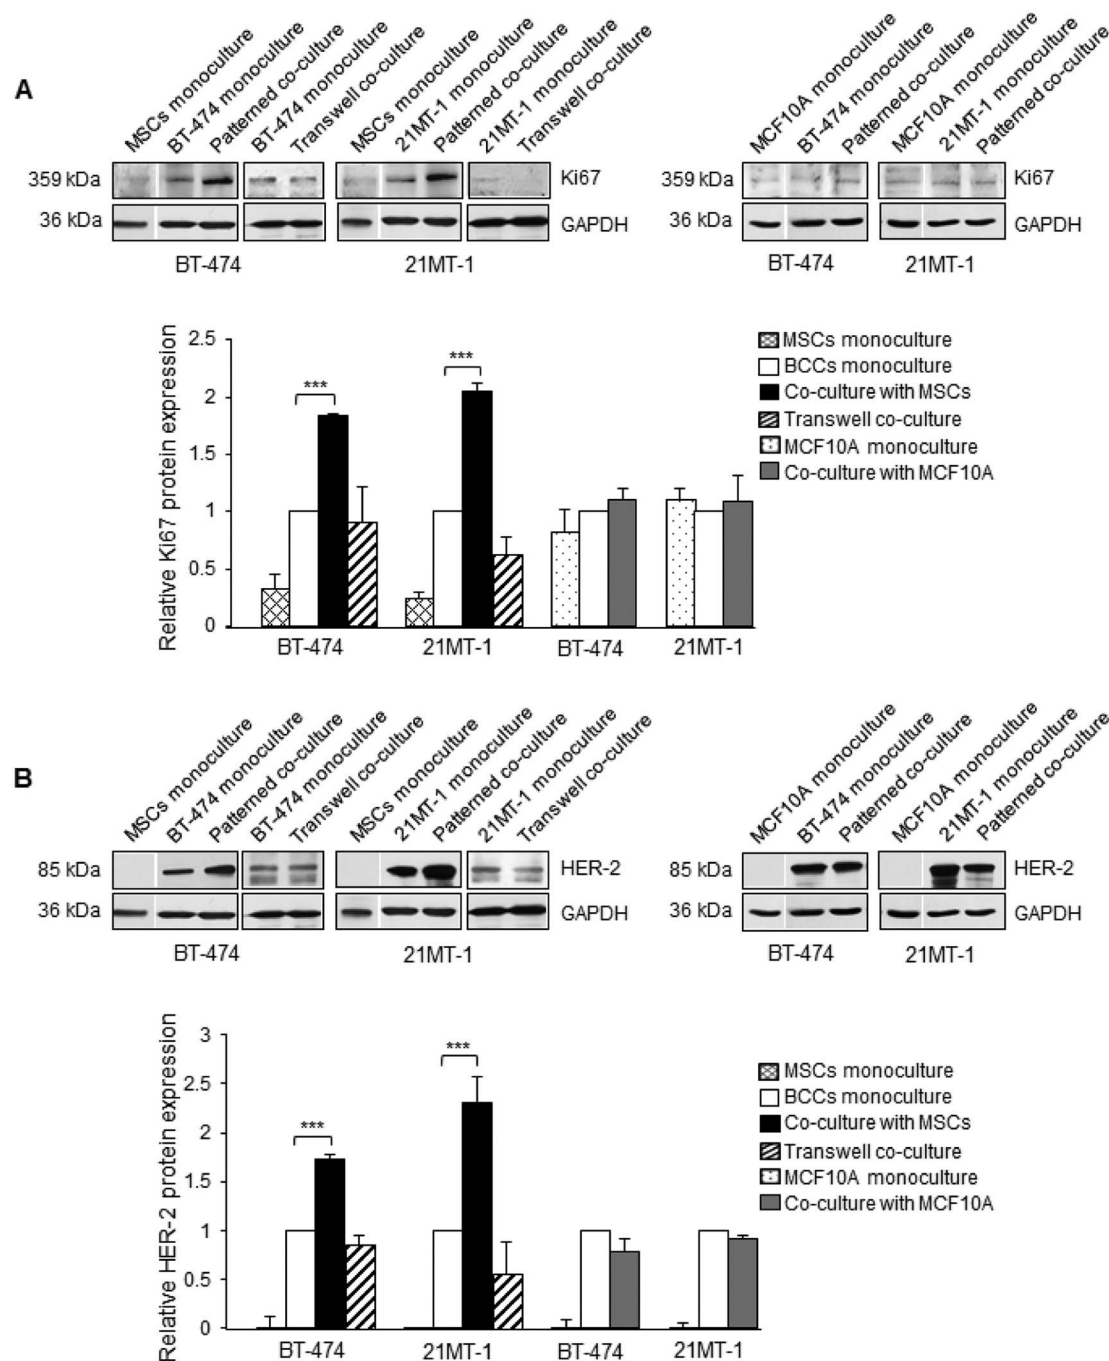 A
MSCs monoculture
BT-474 monoculture
Patterned co-culture
BT-474 monoculture
Transwell co-culture
MSCs monoculture
21MT-1 monoculture
Patterned co-culture
21MT-1 monoculture
Transwell co-culture
MCF10A monoculture
BT-474 monoculture
Patterned co-culture
MCF10A monoculture
21MT-1 monoculture
Patterned co-culture
359 kDa
Ki67
359 kDa
Ki67
36 kDa
GAPDH
36 kDa
GAPDH
BT-474
21MT-1
BT-474
21MT-1
Relative Ki67 protein expression
2.5
2
1.5
1
0.5
0
***
***
BT-474
21MT-1
BT-474
21MT-1
MSCs monoculture
BCCs monoculture
Co-culture with MSCs
Transwell co-culture
MCF10A monoculture
Co-culture with MCF10A
B
MSCs monoculture
BT-474 monoculture
Patterned co-culture
BT-474 monoculture
Transwell co-culture
MSCs monoculture
21MT-1 monoculture
Patterned co-culture
21MT-1 monoculture
Transwell co-culture
MCF10A monoculture
BT-474 monoculture
Patterned co-culture
MCF10A monoculture
21MT-1 monoculture
Patterned co-culture
85 kDa
HER-2
85 kDa
HER-2
36 kDa
GAPDH
36 kDa
GAPDH
BT-474
21MT-1
BT-474
21MT-1
Relative HER-2 protein expression
3
2.5
2
1.5
1
0.5
0
***
***
BT-474
21MT-1
BT-474
21MT-1
MSCs monoculture
BCCs monoculture
Co-culture with MSCs
Transwell co-culture
MCF10A monoculture
Co-culture with MCF10A